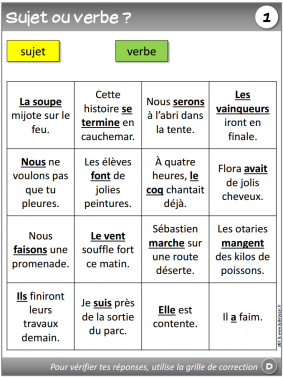 Sujet ou verbe ?
1
sujet
verbe
La soupe
mijote sur le
feu.
Cette
histoire se
termine en
cauchemar.
Nous serons
à l'abri dans
la tente.
Les
vainqueurs
iront en
finale.
Nous ne
voulons pas
que tu
pleures.
Les élèves
font de
jolies
peintures.
À quatre
heures, le
coq chantait
déjà.
Flora avait
de jolis
cheveux.
Nous
faisons une
promenade.
Le vent
souffle fort
ce matin.
Sébastien
marche sur
une route
déserte.
Les otaries
mangent
des kilos de
poissons.
Ils finiront
leurs
travaux
demain.
Je suis près
de la sortie
du parc.
Elle est
contente.
Il a faim.
Pour vérifier tes réponses, utilise la grille de correction
D